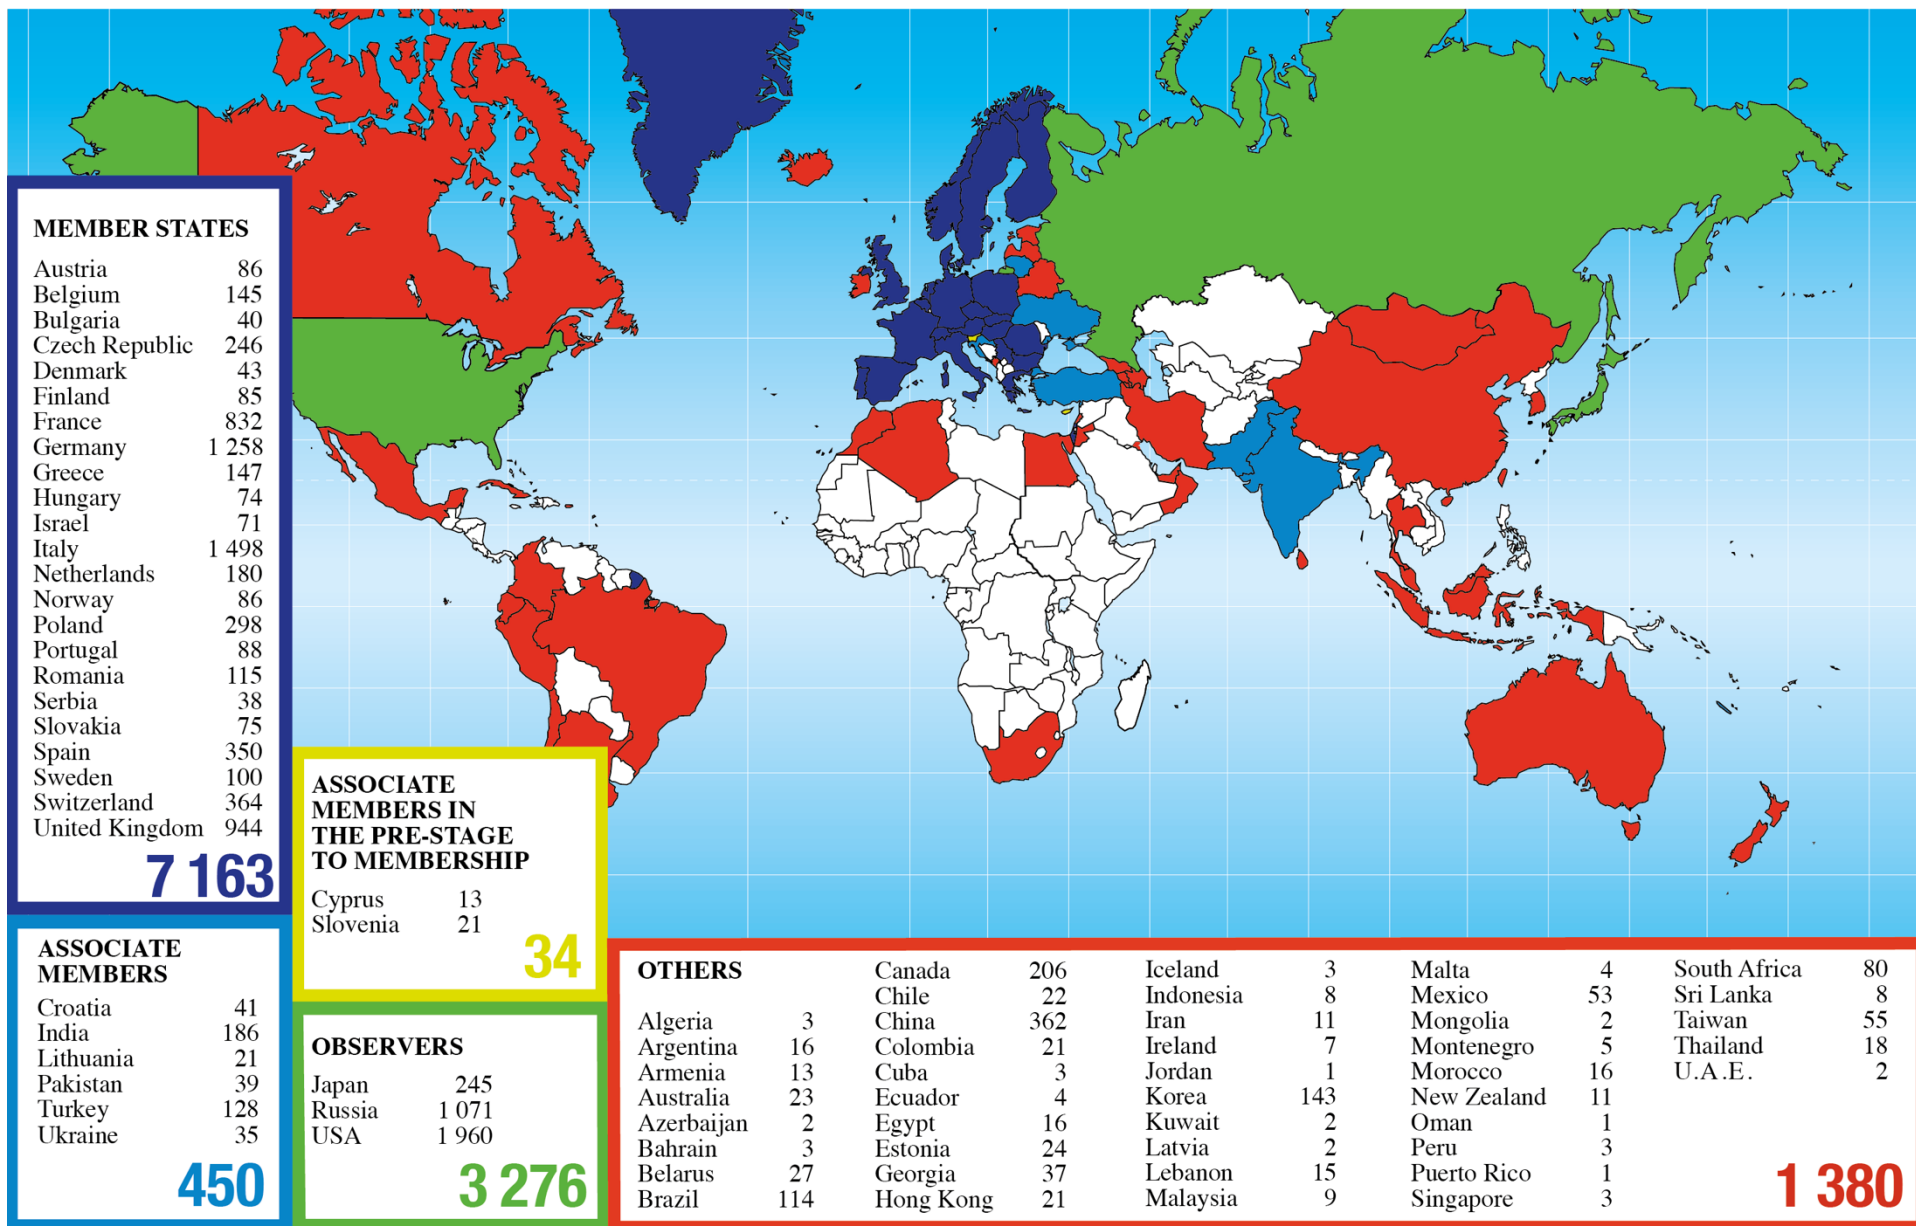 MEMBER STATES
Austria 86
Belgium 145
Bulgaria 40
Czech Republic 246
Denmark 43
Finland 85
France 832
Germany 1 258
Greece 147
Hungary 74
Israel 71
Italy 1 498
Netherlands 180
Norway 86
Poland 298
Portugal 88
Romania 115
Serbia 38
Slovakia 75
Spain 350
Sweden 100
Switzerland 364
United Kingdom 944
7 163
ASSOCIATE
MEMBERS
Croatia 41
India 186
Lithuania 21
Pakistan 39
Turkey 128
Ukraine 35
450
ASSOCIATE
MEMBERS IN
THE PRE-STAGE
TO MEMBERSHIP
Cyprus 13
Slovenia 21
34
OBSERVERS
Japan 245
Russia 1 071
USA 1 960
3 276
OTHERS
Algeria 3
Argentina 16
Armenia 13
Australia 23
Azerbaijan 2
Bahrain 3
Belarus 27
Brazil 114
Canada 206
Chile 22
China 362
Colombia 21
Cuba 3
Ecuador 4
Egypt 16
Estonia 24
Georgia 37
Hong Kong 21
Iceland 3
Indonesia 8
Iran 11
Ireland 7
Jordan 1
Korea 143
Kuwait 2
Latvia 2
Lebanon 15
Malaysia 9
Malta 4
Mexico 53
Mongolia 2
Montenegro 5
Morocco 16
New Zealand 11
Oman 1
Peru 3
Puerto Rico 1
Singapore 3
South Africa 80
Sri Lanka 8
Taiwan 55
Thailand 18
U.A.E. 2
1 380